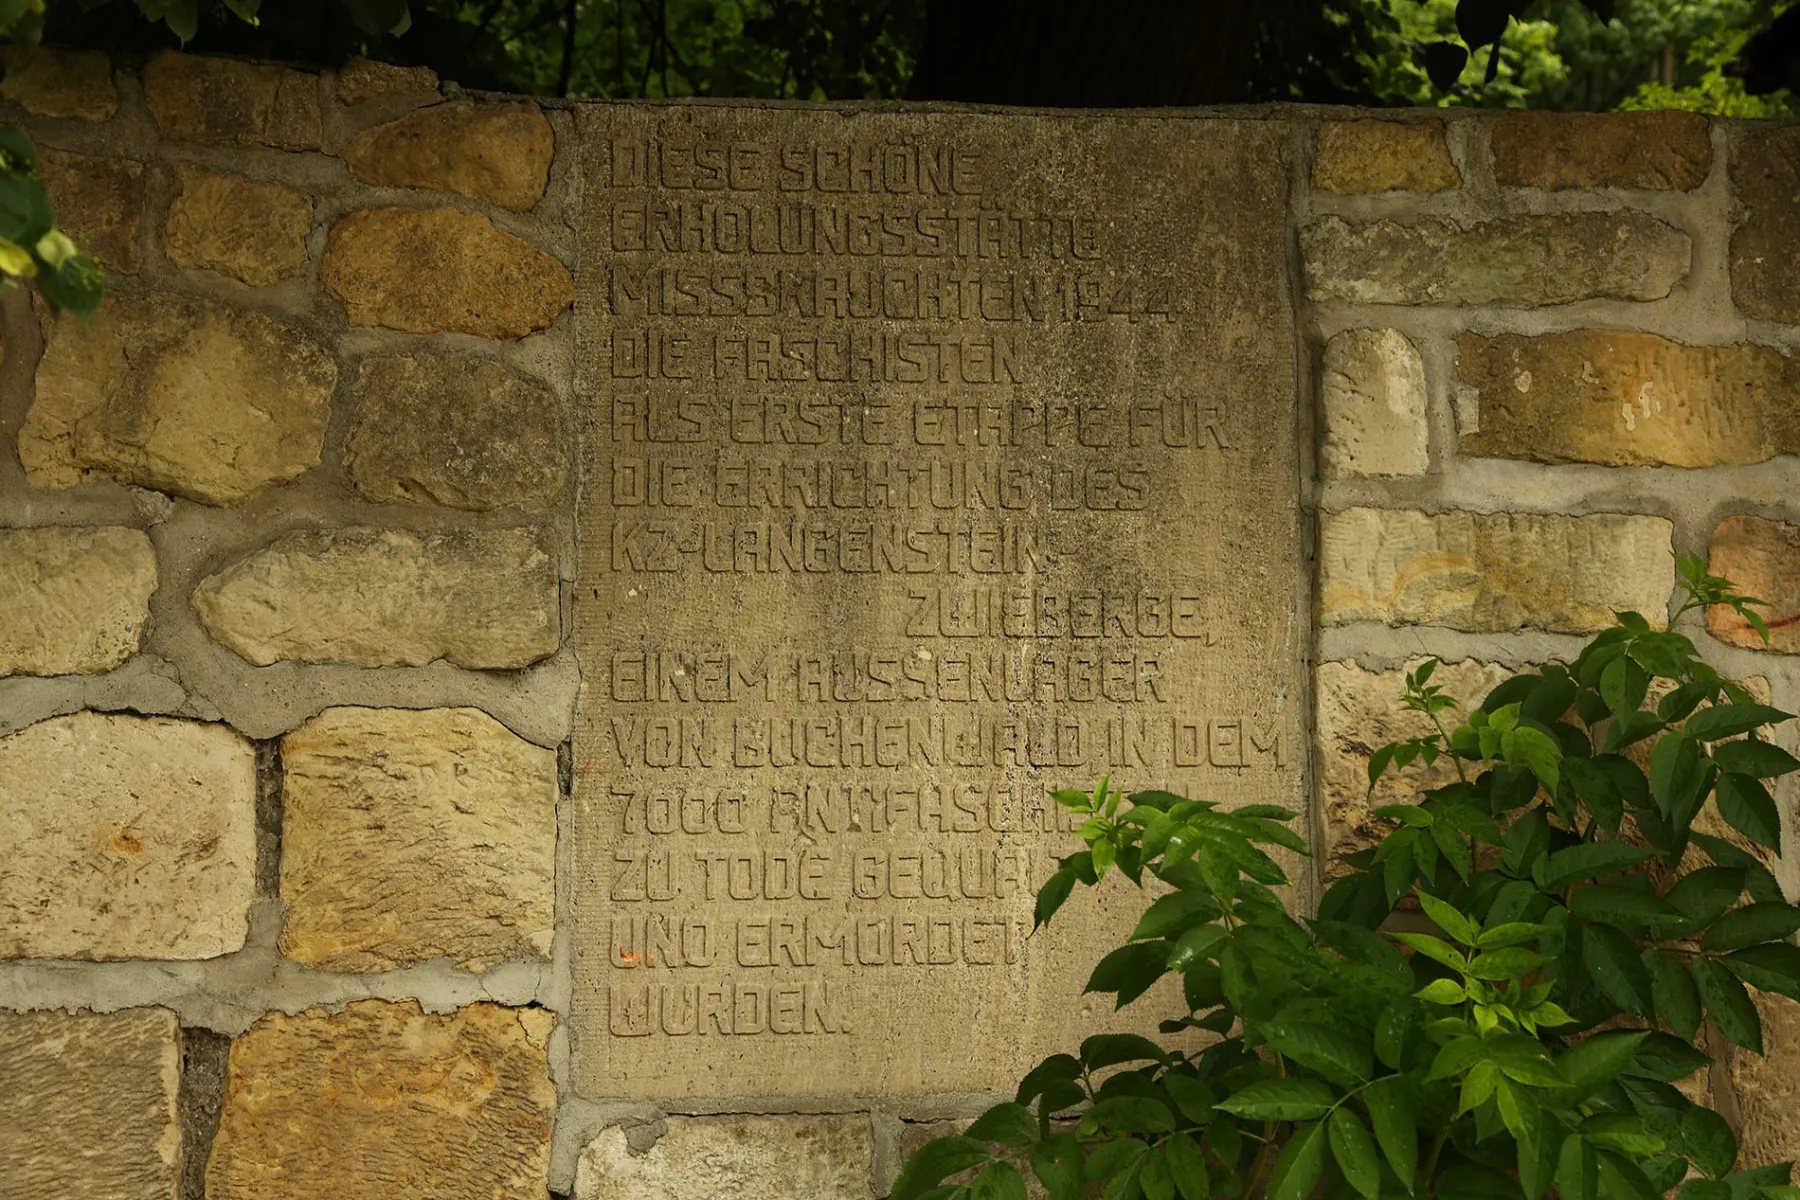 DIESE SCHÖNE
ERHOLUNGSSTÄTTE
MISSBRAUCHTEN 1944
DIE FASCHISTEN
ALS ERSTE ETAPPE FÜR
DIE ERRICHTUNG DES
KZ-LANGENSTEIN-
ZWIEBERGE,
EINEM AUSSENLAGER
VON BUCHENWALD, IN DEM
7000
ZU TODE
UND ERMORDET
WURDEN.